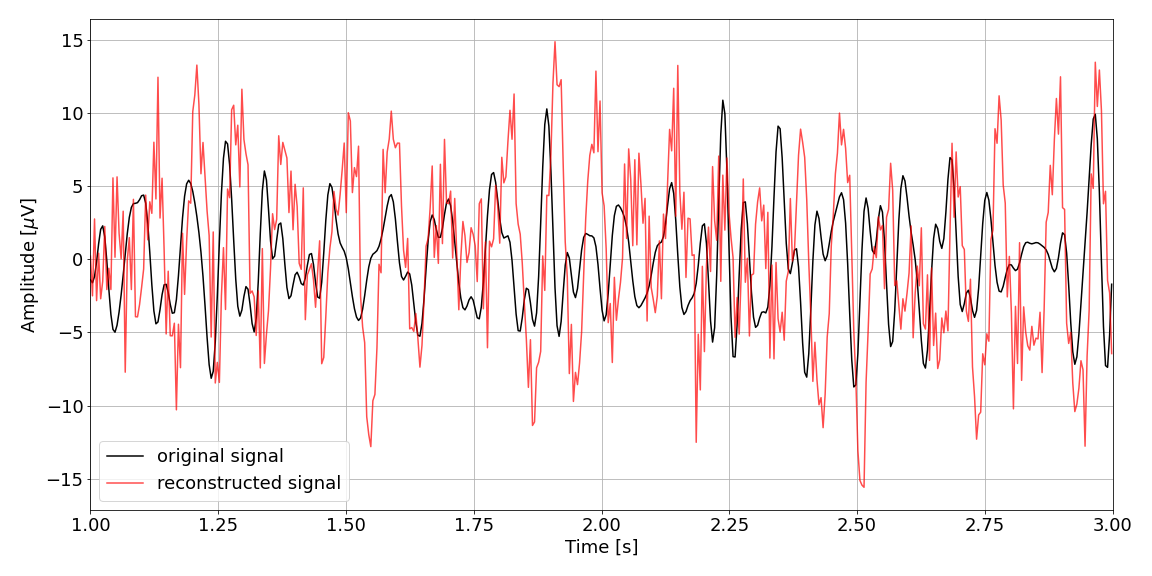 15
10
5
0
−5
−10
−15
Amplitude [μV]
original signal
reconstructed signal
1.00 1.25 1.50 1.75 2.00 2.25 2.50 2.75 3.00
Time [s]